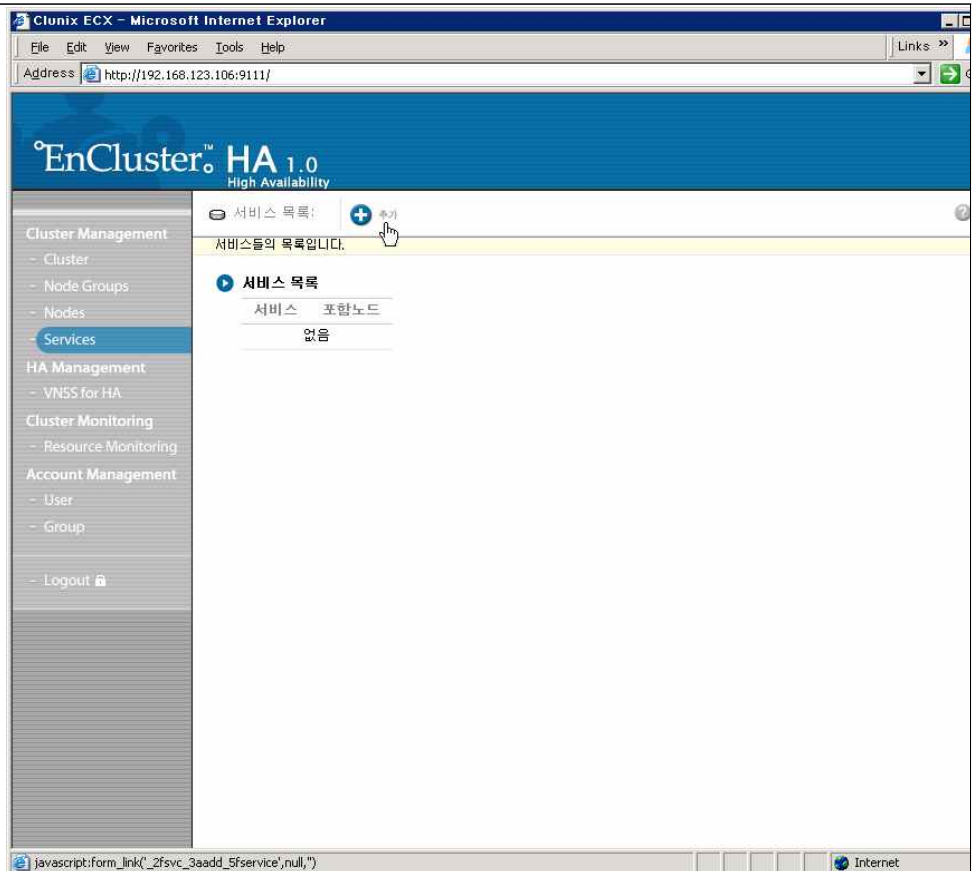 Clunix ECX - Microsoft Internet Explorer
File Edit View Favorites Tools Help
Links »
Address http://192.168.123.106:9111/
EnCluster™ HA 1.0
High Availability
서비스 목록:
추가
서비스들의 목록입니다.
Cluster Management
- Cluster
- Node Groups
- Nodes
- Services
HA Management
- VNSS for HA
Cluster Monitoring
- Resource Monitoring
Account Management
- User
- Group
- Logout
서비스 목록
서비스 포함노드
없음
javascript:form_link('_2fsvc_3aadd_5fservice',null,'')
Internet